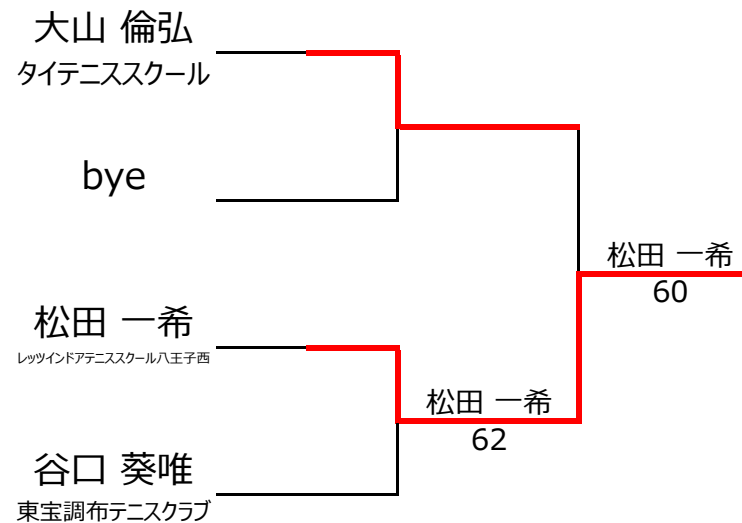 大山 倫弘
タイテニススクール
bye
松田 一希
60
松田 一希
レッツインドアテニススクール八王子西
松田 一希
62
谷口 葵唯
東宝調布テニスクラブ